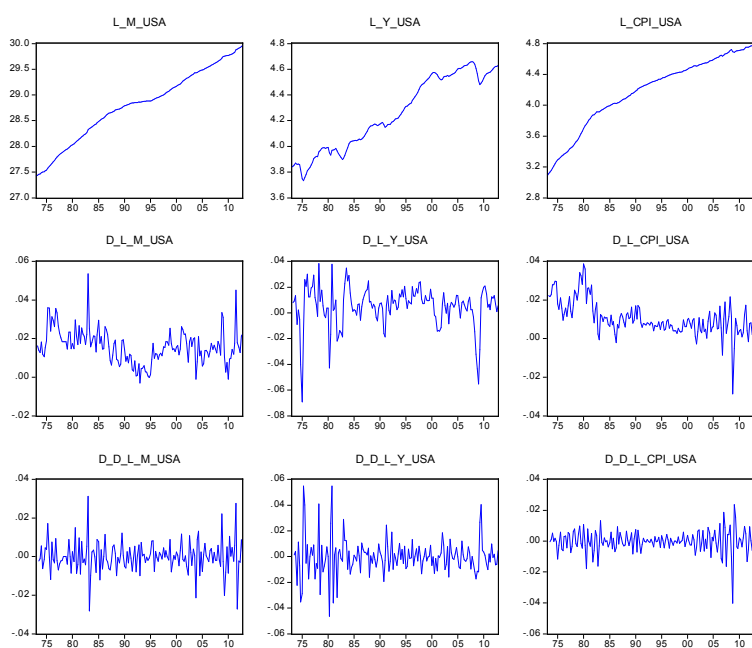 L_M_USA L_Y_USA L_CPI_USA
30.0 4.8 4.8
29.5 4.6
29.0 4.4 4.4
28.5 4.2 4.0
28.0 4.0 3.6
27.5 3.8 3.2
27.0 3.6 2.8
75 80 85 90 95 00 05 10 75 80 85 90 95 00 05 10 75 80 85 90 95 00 05 10
D_L_M_USA D_L_Y_USA D_L_CPI_USA
.06 .04 .04
.04 .02 .02
.02 .00 .00
.00 -.02 -.02
-.02 -.04 -.04
-.06
-.08
75 80 85 90 95 00 05 10 75 80 85 90 95 00 05 10 75 80 85 90 95 00 05 10
D_D_L_M_USA D_D_L_Y_USA D_D_L_CPI_USA
.04 .06 .04
.02 .04 .02
.00 .02 .00
-.02 .00 -.02
-.04 -.02 -.04
-.04 -.06
-.06
75 80 85 90 95 00 05 10 75 80 85 90 95 00 05 10 75 80 85 90 95 00 05 10